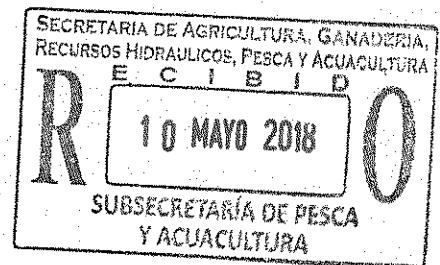 SECRETARIA DE AGRICULTURA, GANADERIA,
RECURSOS HIDRAULICOS, PESCA Y ACUACULTURA
R E C I B I D O
10 MAYO 2018
SUBSECRETARÍA DE PESCA
Y ACUACULTURA